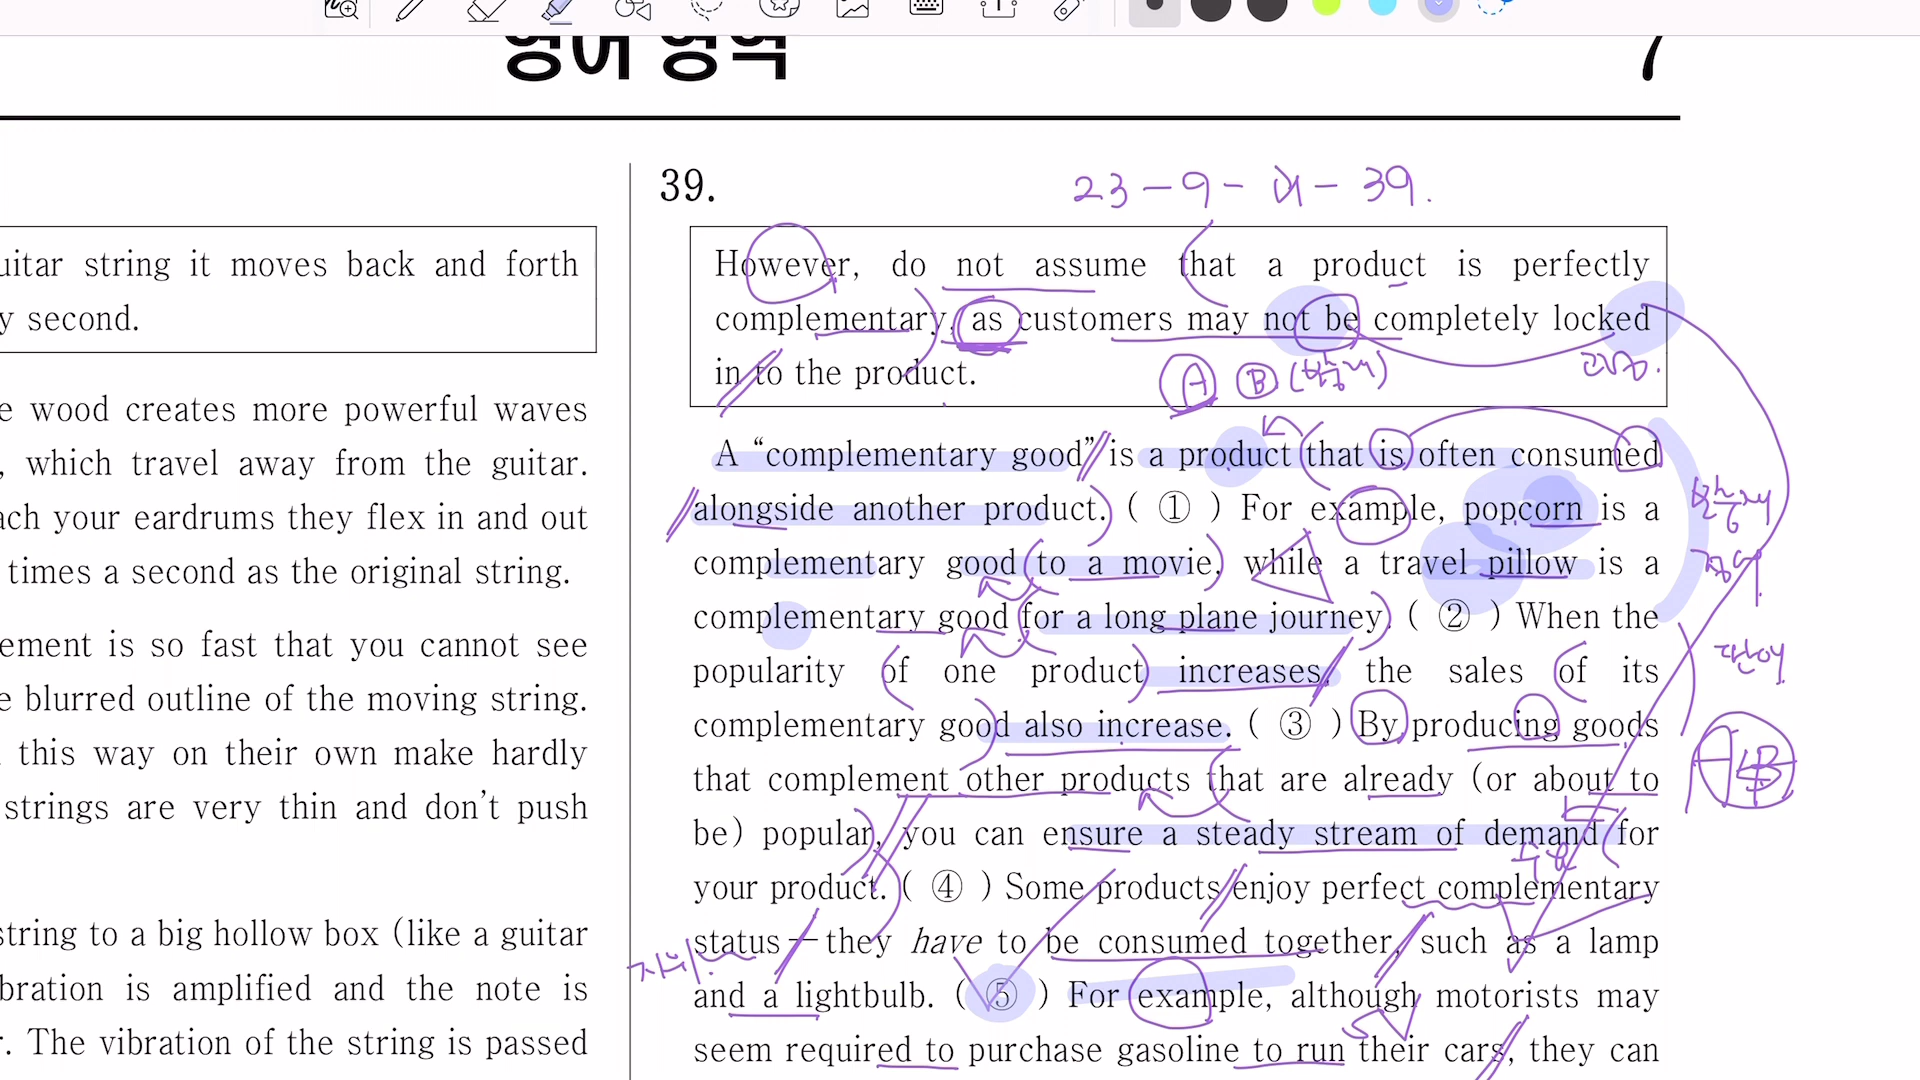 영어 영역
7
uitar string it moves back and forth
y second.
e wood creates more powerful waves
, which travel away from the guitar.
ach your eardrums they flex in and out
times a second as the original string.
ement is so fast that you cannot see
e blurred outline of the moving string.
this way on their own make hardly
strings are very thin and don't push
string to a big hollow box (like a guitar
bration is amplified and the note is
r. The vibration of the string is passed
39.
23-9-
- 39.
However, do not assume that a product is perfectly
complementary, as customers may not be completely locked
in to the product.
A B
A “complementary good” is a product that is often consumed
alongside another product. ( ① ) For example, popcorn is a
complementary good to a movie, while a travel pillow is a
complementary good for a long plane journey. ( ② ) When the
popularity of one product increases, the sales of its
complementary good also increase. ( ③ ) By producing goods
that complement other products that are already (or about to
be) popular, you can ensure a steady stream of demand for
your product. ( ④ ) Some products enjoy perfect complementary
status — they have to be consumed together, such as a lamp
and a lightbulb. ( ⑤ ) For example, although motorists may
seem required to purchase gasoline to run their cars, they can
수요